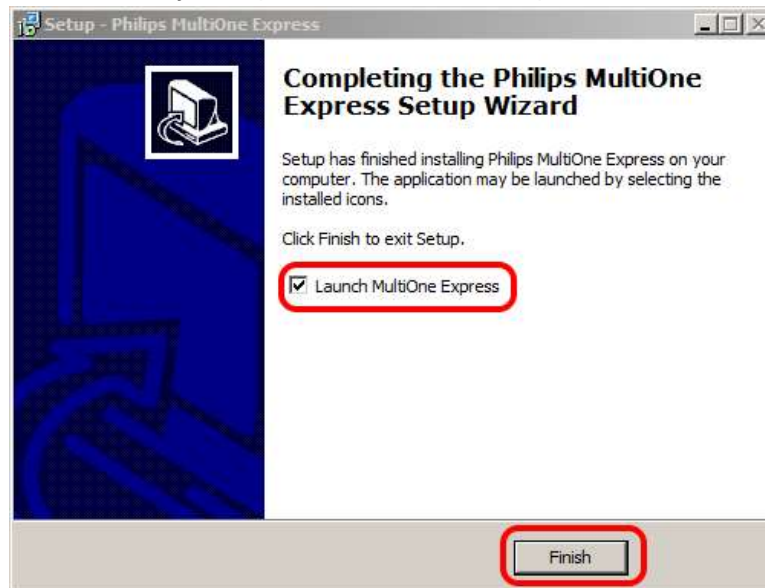 Setup - Philips MultiOne Express
Completing the Philips MultiOne
Express Setup Wizard
Setup has finished installing Philips MultiOne Express on your
computer. The application may be launched by selecting the
installed icons.
Click Finish to exit Setup.
Launch MultiOne Express
Finish